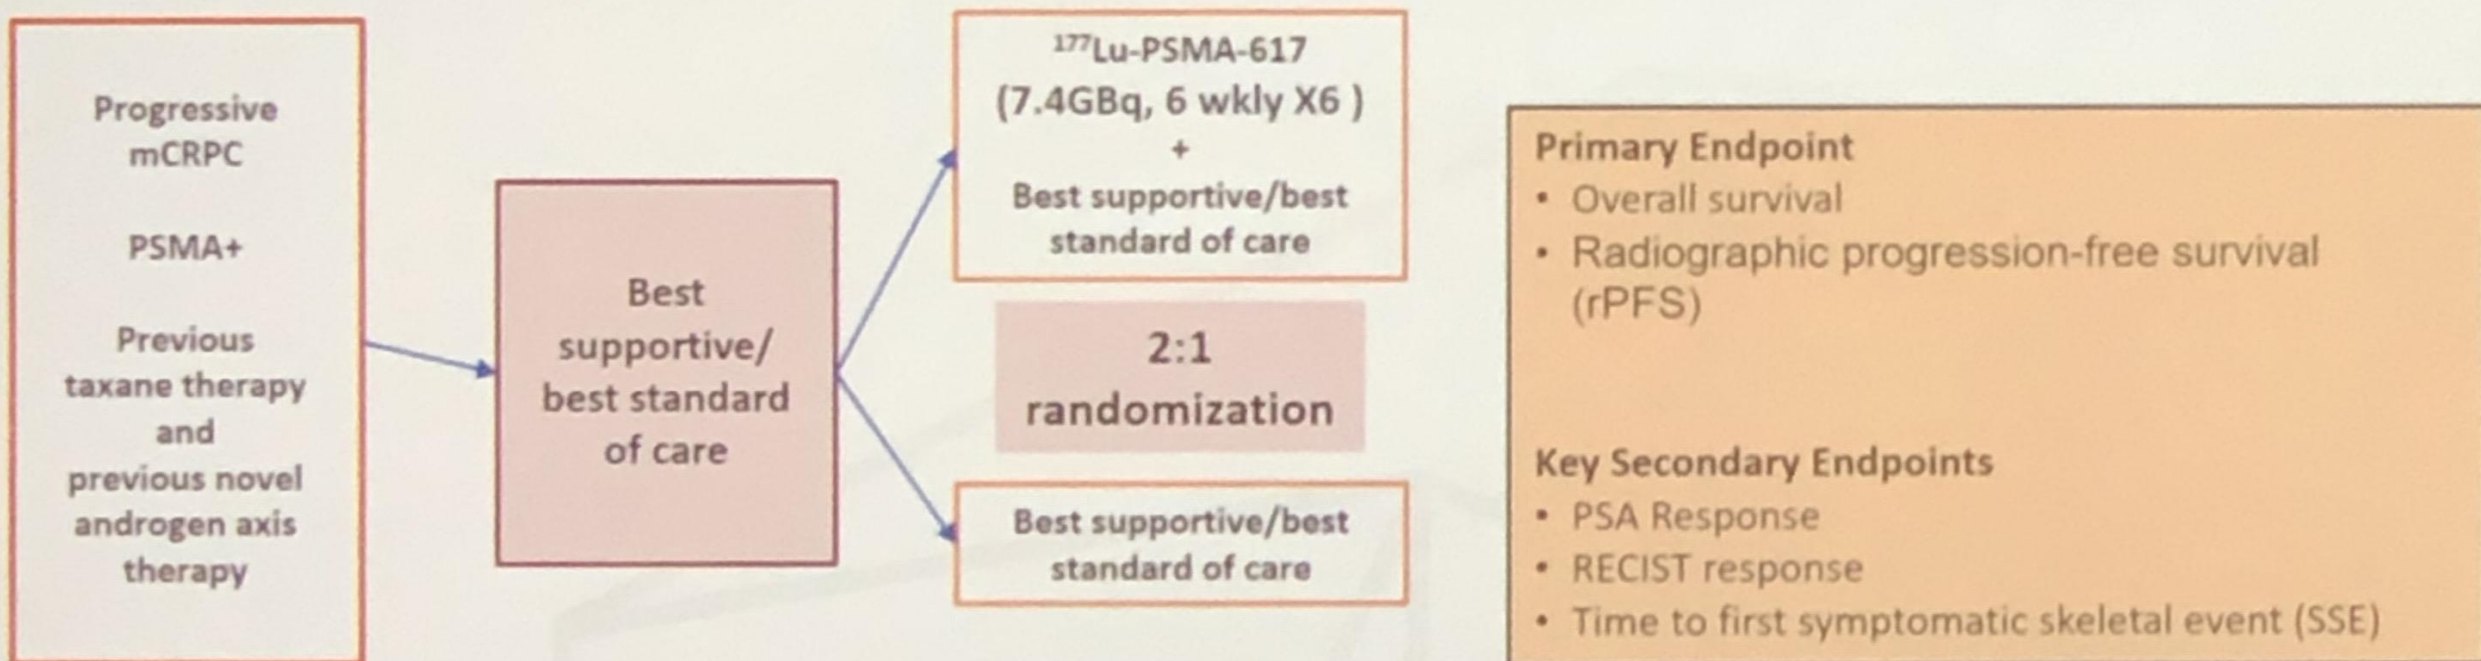 Progressive
mCRPC
PSMA+
Previous
taxane therapy
and
previous novel
androgen axis
therapy
Best
supportive/
best standard
of care
¹⁷⁷Lu-PSMA-617
(7.4GBq, 6 wkly X6 )
+
Best supportive/best
standard of care
2:1
randomization
Best supportive/best
standard of care
Primary Endpoint
• Overall survival
• Radiographic progression-free survival
(rPFS)
Key Secondary Endpoints
• PSA Response
• RECIST response
• Time to first symptomatic skeletal event (SSE)